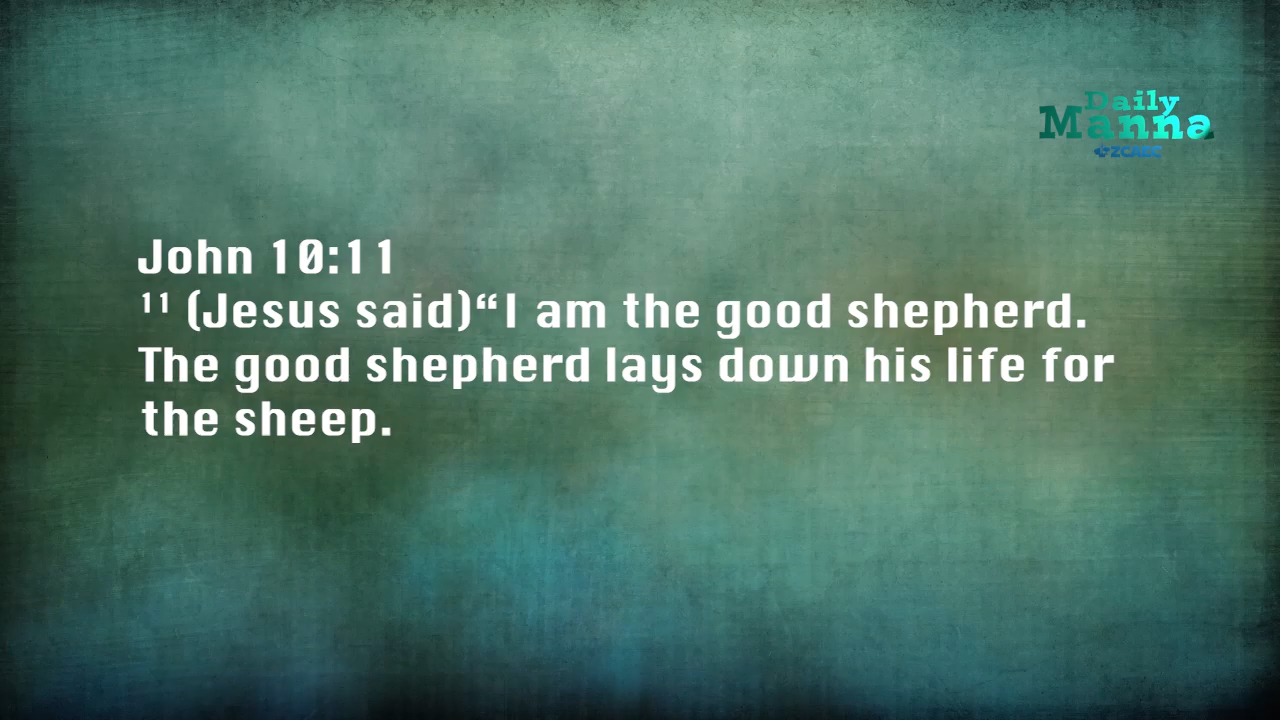 Daily
Manna
ZCAEC
John 10:11
¹¹ (Jesus said)“I am the good shepherd.
The good shepherd lays down his life for
the sheep.